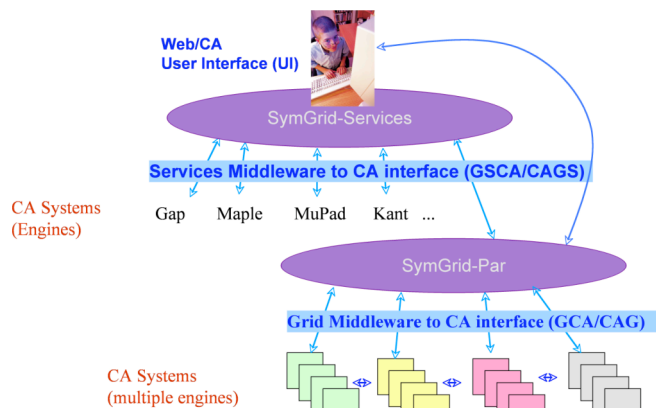 Web/CA
User Interface (UI)
SymGrid-Services
Services Middleware to CA interface (GSCA/CAGS)
CA Systems
(Engines)
Gap Maple MuPad Kant ...
SymGrid-Par
Grid Middleware to CA interface (GCA/CAG)
CA Systems
(multiple engines)